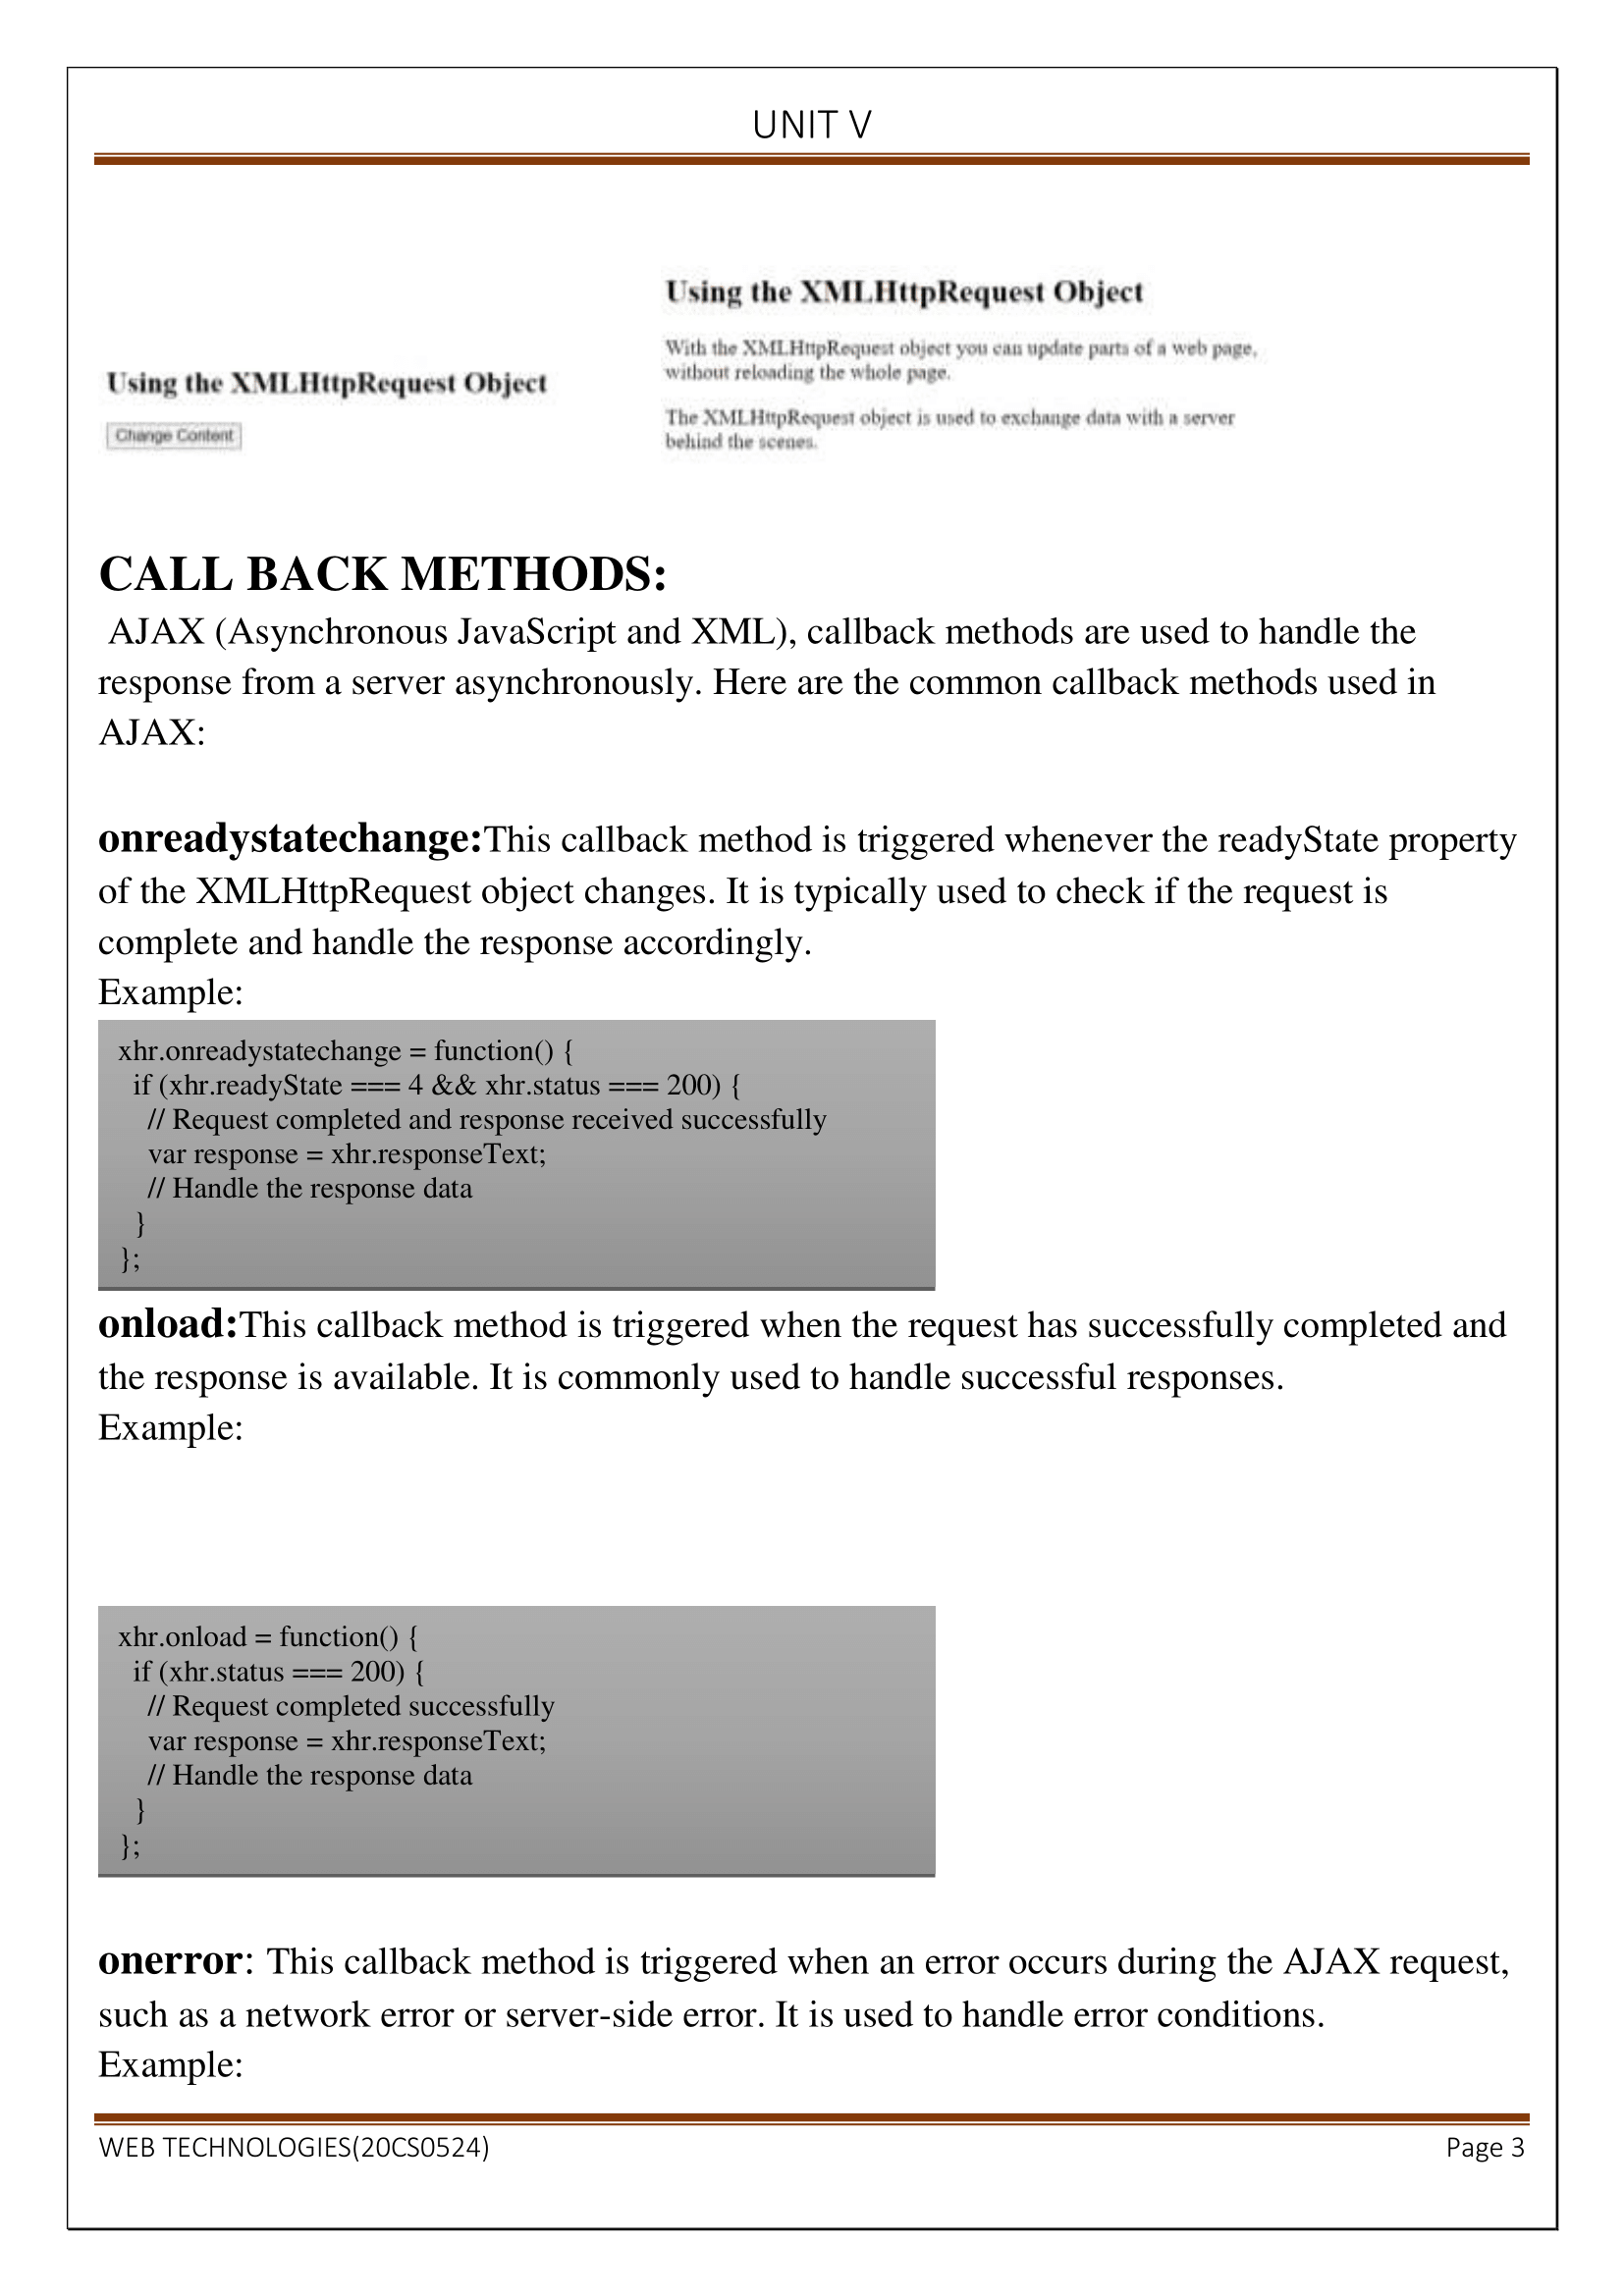 UNIT V
Using the XMLHttpRequest Object
Change Content
Using the XMLHttpRequest Object
With the XMLHttpRequest object you can update parts of a web page,
without reloading the whole page.
The XMLHttpRequest object is used to exchange data with a server
behind the scenes.
CALL BACK METHODS:
AJAX (Asynchronous JavaScript and XML), callback methods are used to handle the
response from a server asynchronously. Here are the common callback methods used in
AJAX:
onreadystatechange:This callback method is triggered whenever the readyState property
of the XMLHttpRequest object changes. It is typically used to check if the request is
complete and handle the response accordingly.
Example:
xhr.onreadystatechange = function() {
if (xhr.readyState === 4 && xhr.status === 200) {
// Request completed and response received successfully
var response = xhr.responseText;
// Handle the response data
}
};
onload:This callback method is triggered when the request has successfully completed and
the response is available. It is commonly used to handle successful responses.
Example:
xhr.onload = function() {
if (xhr.status === 200) {
// Request completed successfully
var response = xhr.responseText;
// Handle the response data
}
};
onerror: This callback method is triggered when an error occurs during the AJAX request,
such as a network error or server-side error. It is used to handle error conditions.
Example:
WEB TECHNOLOGIES(20CS0524)
Page 3